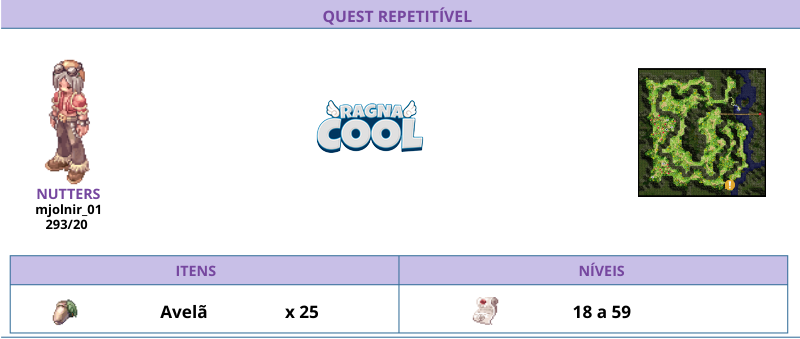 QUEST REPETITÍVEL
RAGNA
COOL
NUTTERS
mjolnir_01
293/20
ITENS
NÍVEIS
Avelã x 25
18 a 59